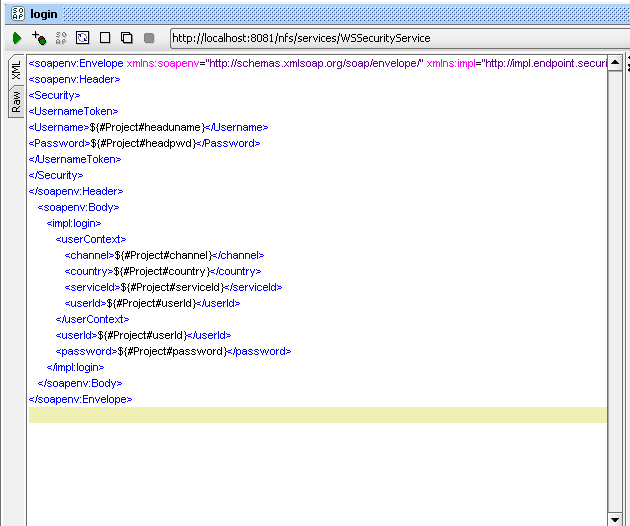 SO
AP
login
SO
AP
http://localhost:8081/nfs/services/WSSecurityService
XML
Raw
<soapenv:Envelope xmlns:soapenv="http://schemas.xmlsoap.org/soap/envelope/" xmlns:impl="http://impl.endpoint.securi
<soapenv:Header>
<Security>
<UsernameToken>
<Username>${#Project#headuname}</Username>
<Password>${#Project#headpwd}</Password>
</UsernameToken>
</Security>
</soapenv:Header>
<soapenv:Body>
<impl:login>
<userContext>
<channel>${#Project#channel}</channel>
<country>${#Project#country}</country>
<serviceId>${#Project#serviceId}</serviceId>
<userId>${#Project#userId}</userId>
</userContext>
<userId>${#Project#userId}</userId>
<password>${#Project#password}</password>
</impl:login>
</soapenv:Body>
</soapenv:Envelope>